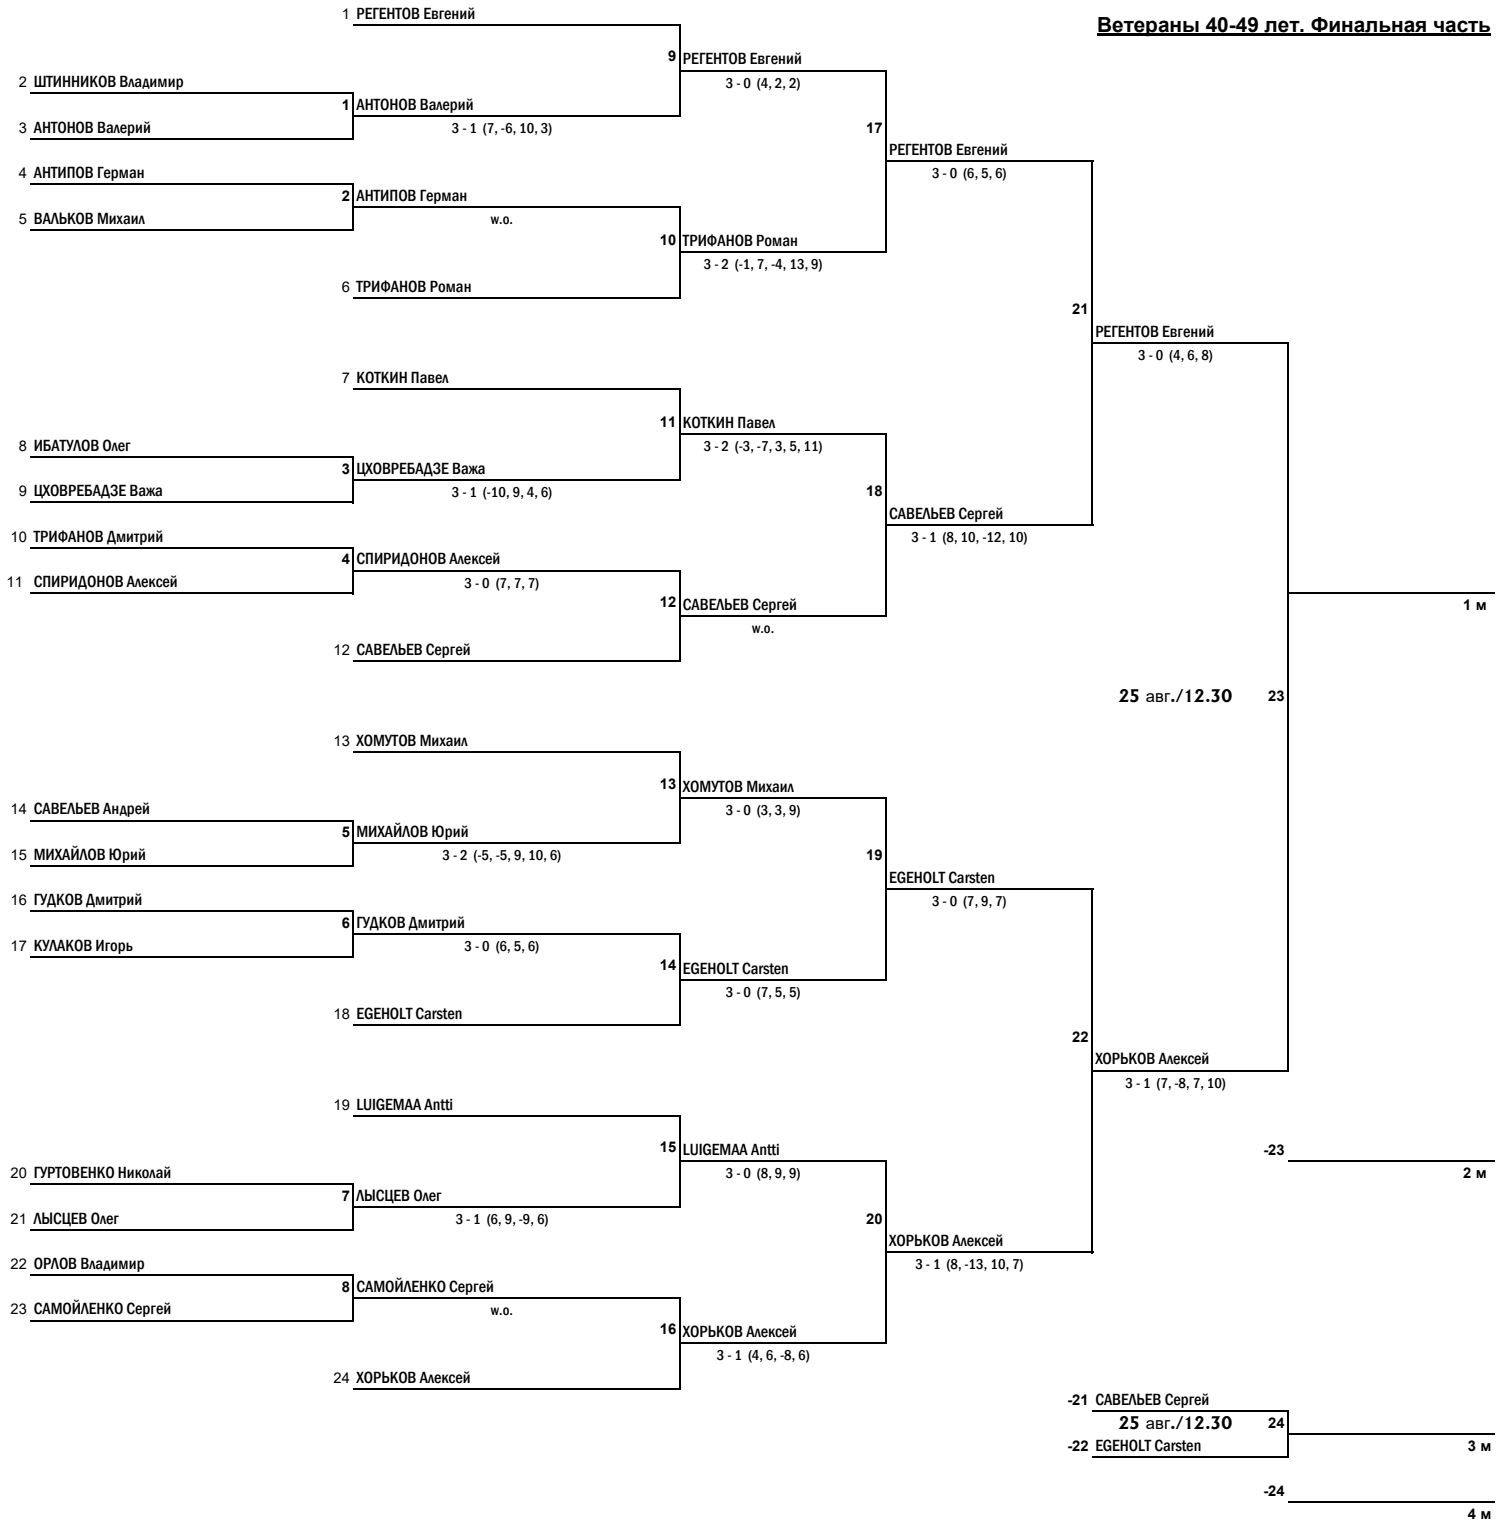 1 РЕГЕНТОВ Евгений
Ветераны 40-49 лет. Финальная часть
9 РЕГЕНТОВ Евгений
2 ШТИННИКОВ Владимир
3 - 0 (4, 2, 2)
1 АНТОНОВ Валерий
3 АНТОНОВ Валерий
3 - 1 (7, -6, 10, 3)
17
РЕГЕНТОВ Евгений
4 АНТИПОВ Герман
3 - 0 (6, 5, 6)
2 АНТИПОВ Герман
5 ВАЛЬКОВ Михаил
w.o.
10 ТРИФАНОВ Роман
3 - 2 (-1, 7, -4, 13, 9)
6 ТРИФАНОВ Роман
21
РЕГЕНТОВ Евгений
3 - 0 (4, 6, 8)
7 КОТКИН Павел
11 КОТКИН Павел
8 ИБАТУЛОВ Олег
3 - 2 (-3, -7, 3, 5, 11)
3 ЦХОВРЕБАДЗЕ Важа
9 ЦХОВРЕБАДЗЕ Важа
3 - 1 (-10, 9, 4, 6)
18
САВЕЛЬЕВ Сергей
10 ТРИФАНОВ Дмитрий
3 - 1 (8, 10, -12, 10)
4 СПИРИДОНОВ Алексей
11 СПИРИДОНОВ Алексей
3 - 0 (7, 7, 7)
12 САВЕЛЬЕВ Сергей
1 м
w.o.
12 САВЕЛЬЕВ Сергей
25 авг./12.30 23
13 ХОМУТОВ Михаил
13 ХОМУТОВ Михаил
14 САВЕЛЬЕВ Андрей
3 - 0 (3, 3, 9)
5 МИХАЙЛОВ Юрий
15 МИХАЙЛОВ Юрий
3 - 2 (-5, -5, 9, 10, 6)
19
EGEHOLT Carsten
16 ГУДКОВ Дмитрий
3 - 0 (7, 9, 7)
6 ГУДКОВ Дмитрий
17 КУЛАКОВ Игорь
3 - 0 (6, 5, 6)
14 EGEHOLT Carsten
3 - 0 (7, 5, 5)
18 EGEHOLT Carsten
22
ХОРЬКОВ Алексей
3 - 1 (7, -8, 7, 10)
19 LUIGEMAA Antti
15 LUIGEMAA Antti
-23
20 ГУРТОВЕНКО Николай
3 - 0 (8, 9, 9)
2 м
7 ЛЫСЦЕВ Олег
21 ЛЫСЦЕВ Олег
3 - 1 (6, 9, -9, 6)
20
ХОРЬКОВ Алексей
22 ОРЛОВ Владимир
3 - 1 (8, -13, 10, 7)
8 САМОЙЛЕНКО Сергей
23 САМОЙЛЕНКО Сергей
w.o.
16 ХОРЬКОВ Алексей
3 - 1 (4, 6, -8, 6)
24 ХОРЬКОВ Алексей
-21 САВЕЛЬЕВ Сергей
25 авг./12.30 24
-22 EGEHOLT Carsten
3 м
-24
4 м